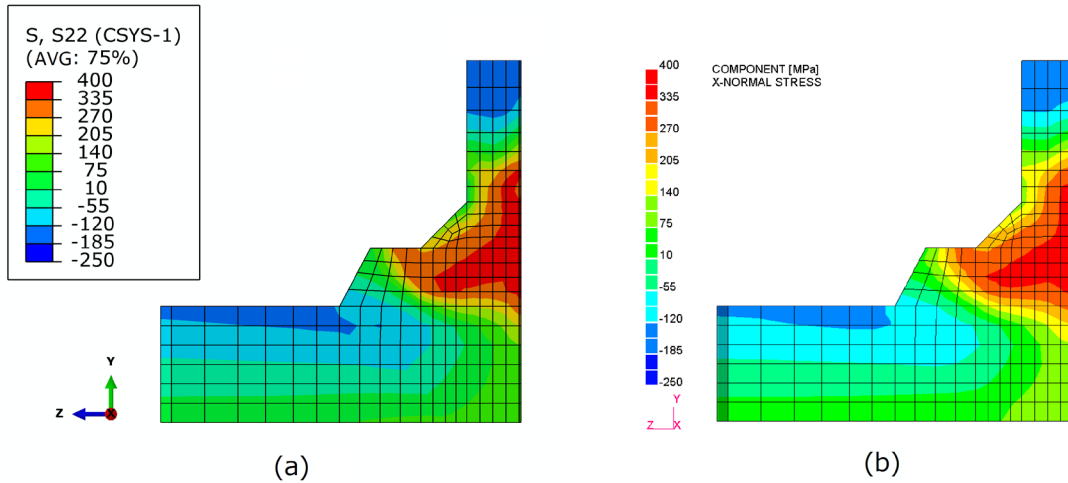 S, S22 (CSYS-1)
(AVG: 75%)
400
335
270
205
140
75
10
-55
-120
-185
-250
Y
Z
X
(a)
400
335
270
205
140
75
10
-55
-120
-185
-250
COMPONENT [MPa]
X-NORMAL STRESS
Y
Z X
(b)